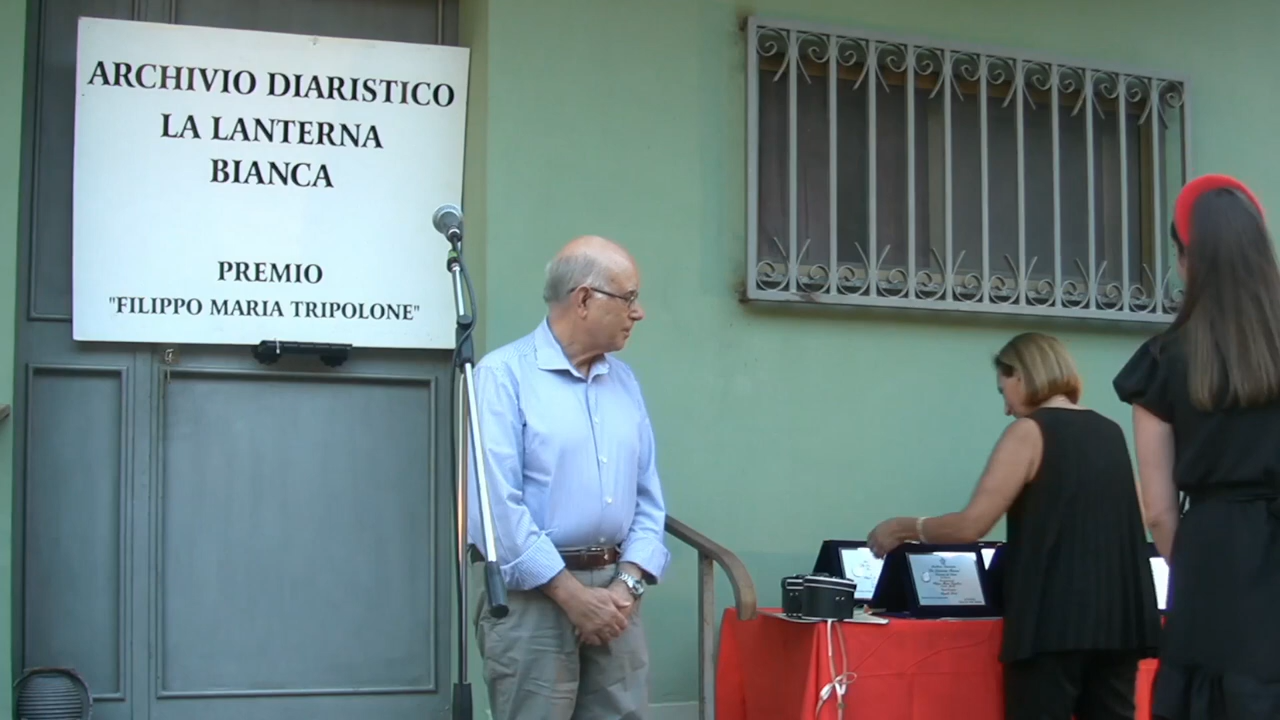 ARCHIVIO DIARISTICO
LA LANTERNA
BIANCA
PREMIO
"FILIPPO MARIA TRIPOLONE"